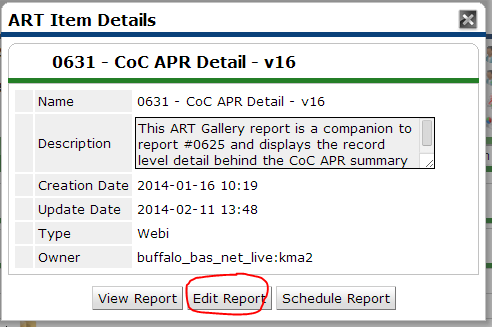 ART Item Details
0631 - CoC APR Detail - v16
Name 0631 - CoC APR Detail - v16
Description This ART Gallery report is a companion to
report #0625 and displays the record
level detail behind the CoC APR summary
Creation Date 2014-01-16 10:19
Update Date 2014-02-11 13:48
Type Webi
Owner buffalo_bas_net_live:kma2
View Report Edit Report Schedule Report